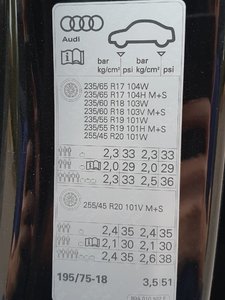 Audi
bar bar
kg/cm² psi kg/cm² psi
235/65 R17 104W
235/65 R17 104H M+S
235/60 R18 103W
235/60 R18 103V M+S
235/55 R19 101W
235/55 R19 101H M+S
255/45 R20 101W
2,3 33 2,3 33
2,0 29 2,0 29
2,3 33 2,5 36
255/45 R20 101V M+S
2,4 35 2,4 35
2,1 30 2,1 30
2,4 35 2,6 38
195/75-18 3,5 51